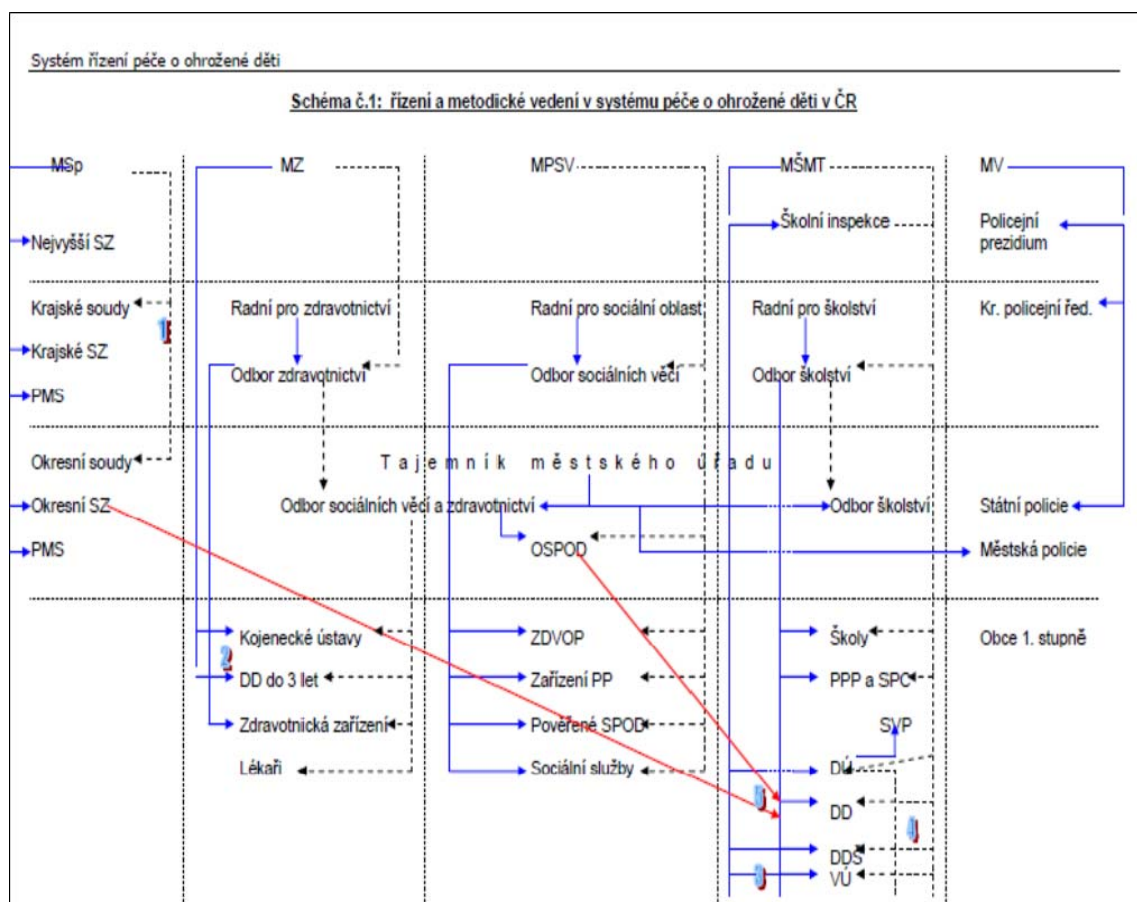 Systém řízení péče o ohrožené děti
Schéma č.1: řízení a metodické vedení v systému péče o ohrožené děti v ČR
MSp MZ MPSV MŠMT MV
Školní inspekce Policejní
Nejvyšší SZ prezidium
Krajské soudy Radní pro zdravotnictví Radní pro sociální oblast Radní pro školství Kr. policejní řed.
1
Krajské SZ
Odbor zdravotnictví Odbor sociálních věcí Odbor školství
PMS
Okresní soudy Tajemník městského úřadu
Okresní SZ Odbor sociálních věcí a zdravotnictví Odbor školství Státní policie
PMS OSPOD Městská policie
Kojenecké ústavy ZDVOP Školy Obce 1. stupně
2
DD do 3 let Zařízení PP PPP a SPC
Zdravotnická zařízení Pověřené SPOD SVP
Lékaři Sociální služby DÚ
5
DD
4
DDŠ
3 VÚ